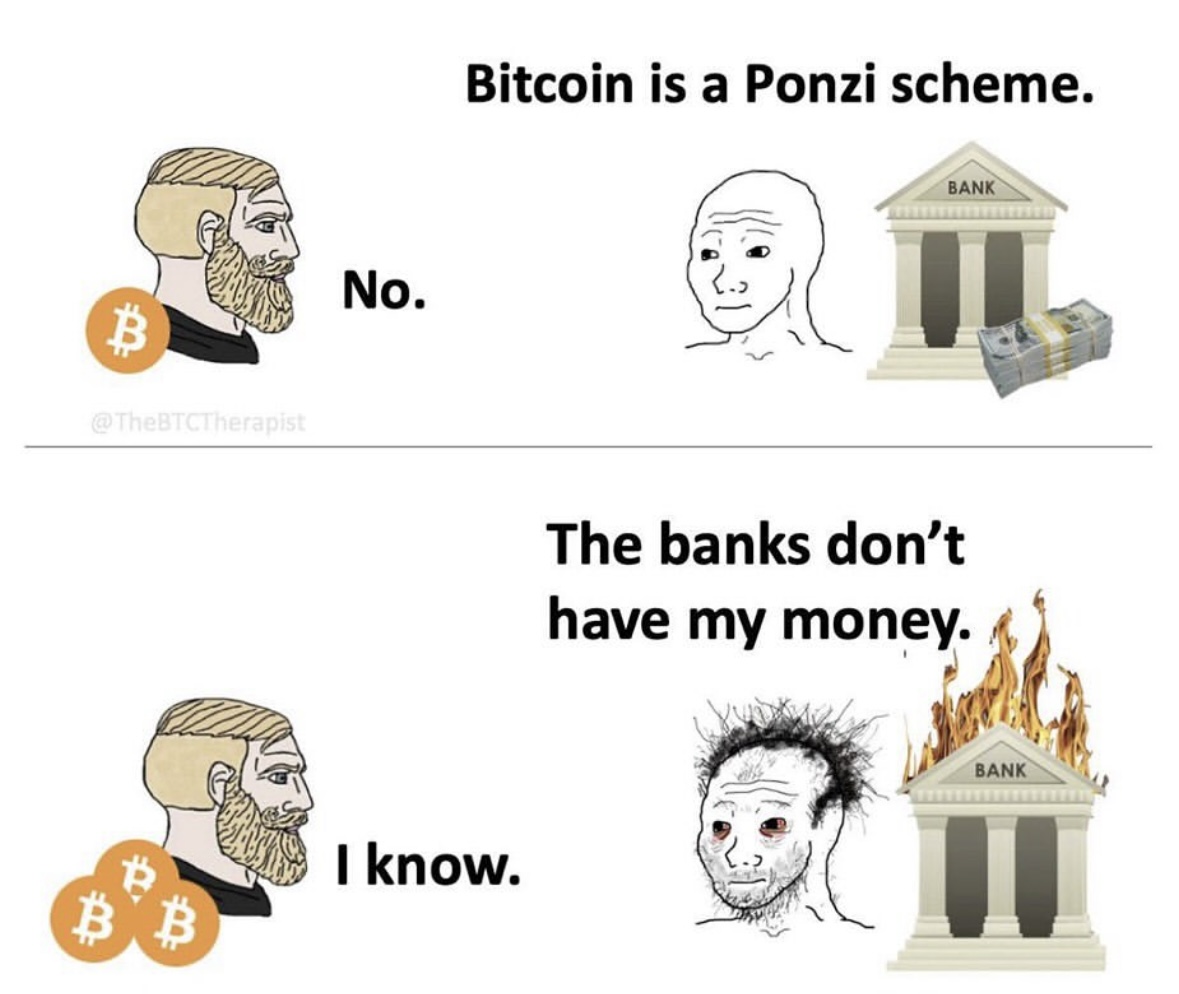 Bitcoin is a Ponzi scheme.
BANK
No.
@TheBTCTherapist
The banks don’t
have my money.
BANK
I know.